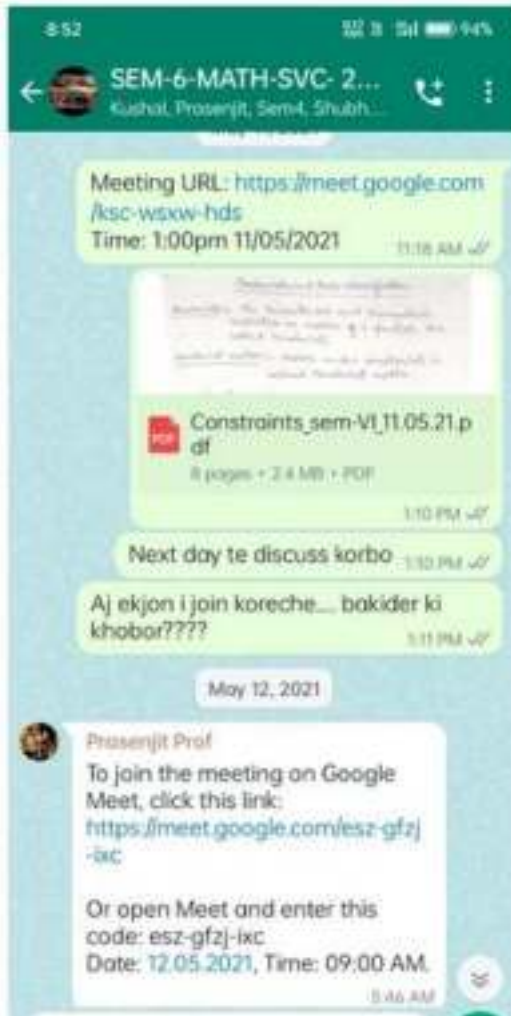 8:52
94%
SEM-6-MATH-SVC- 2...
Kushal, Prosenjit, Sem4, Shubh...
Meeting URL: https://meet.google.com
/ksc-wsxw-hds
Time: 1:00pm 11/05/2021
11:18 AM
PDF
Constraints_sem-VI_11.05.21.p
df
8 pages • 2.4 MB • PDF
1:10 PM
Next day te discuss korbo
1:10 PM
Aj ekjon i join koreche.... bakider ki
khobor????
1:11 PM
May 12, 2021
Prosenjit Prof
To join the meeting on Google
Meet, click this link:
https://meet.google.com/esz-gfzj
-ixc
Or open Meet and enter this
code: esz-gfzj-ixc
Date: 12.05.2021, Time: 09:00 AM.
5:46 AM